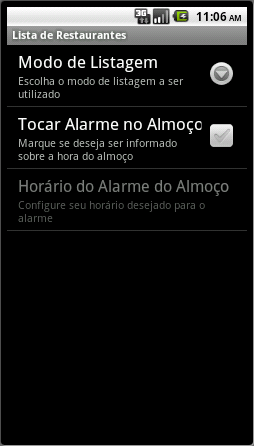 3G
11:06 AM
Lista de Restaurantes
Modo de Listagem
Escolha o modo de listagem a ser
utilizado
Tocar Alarme no Almoço
Marque se deseja ser informado
sobre a hora do almoço
Horário do Alarme do Almoço
Configure seu horário desejado para o
alarme